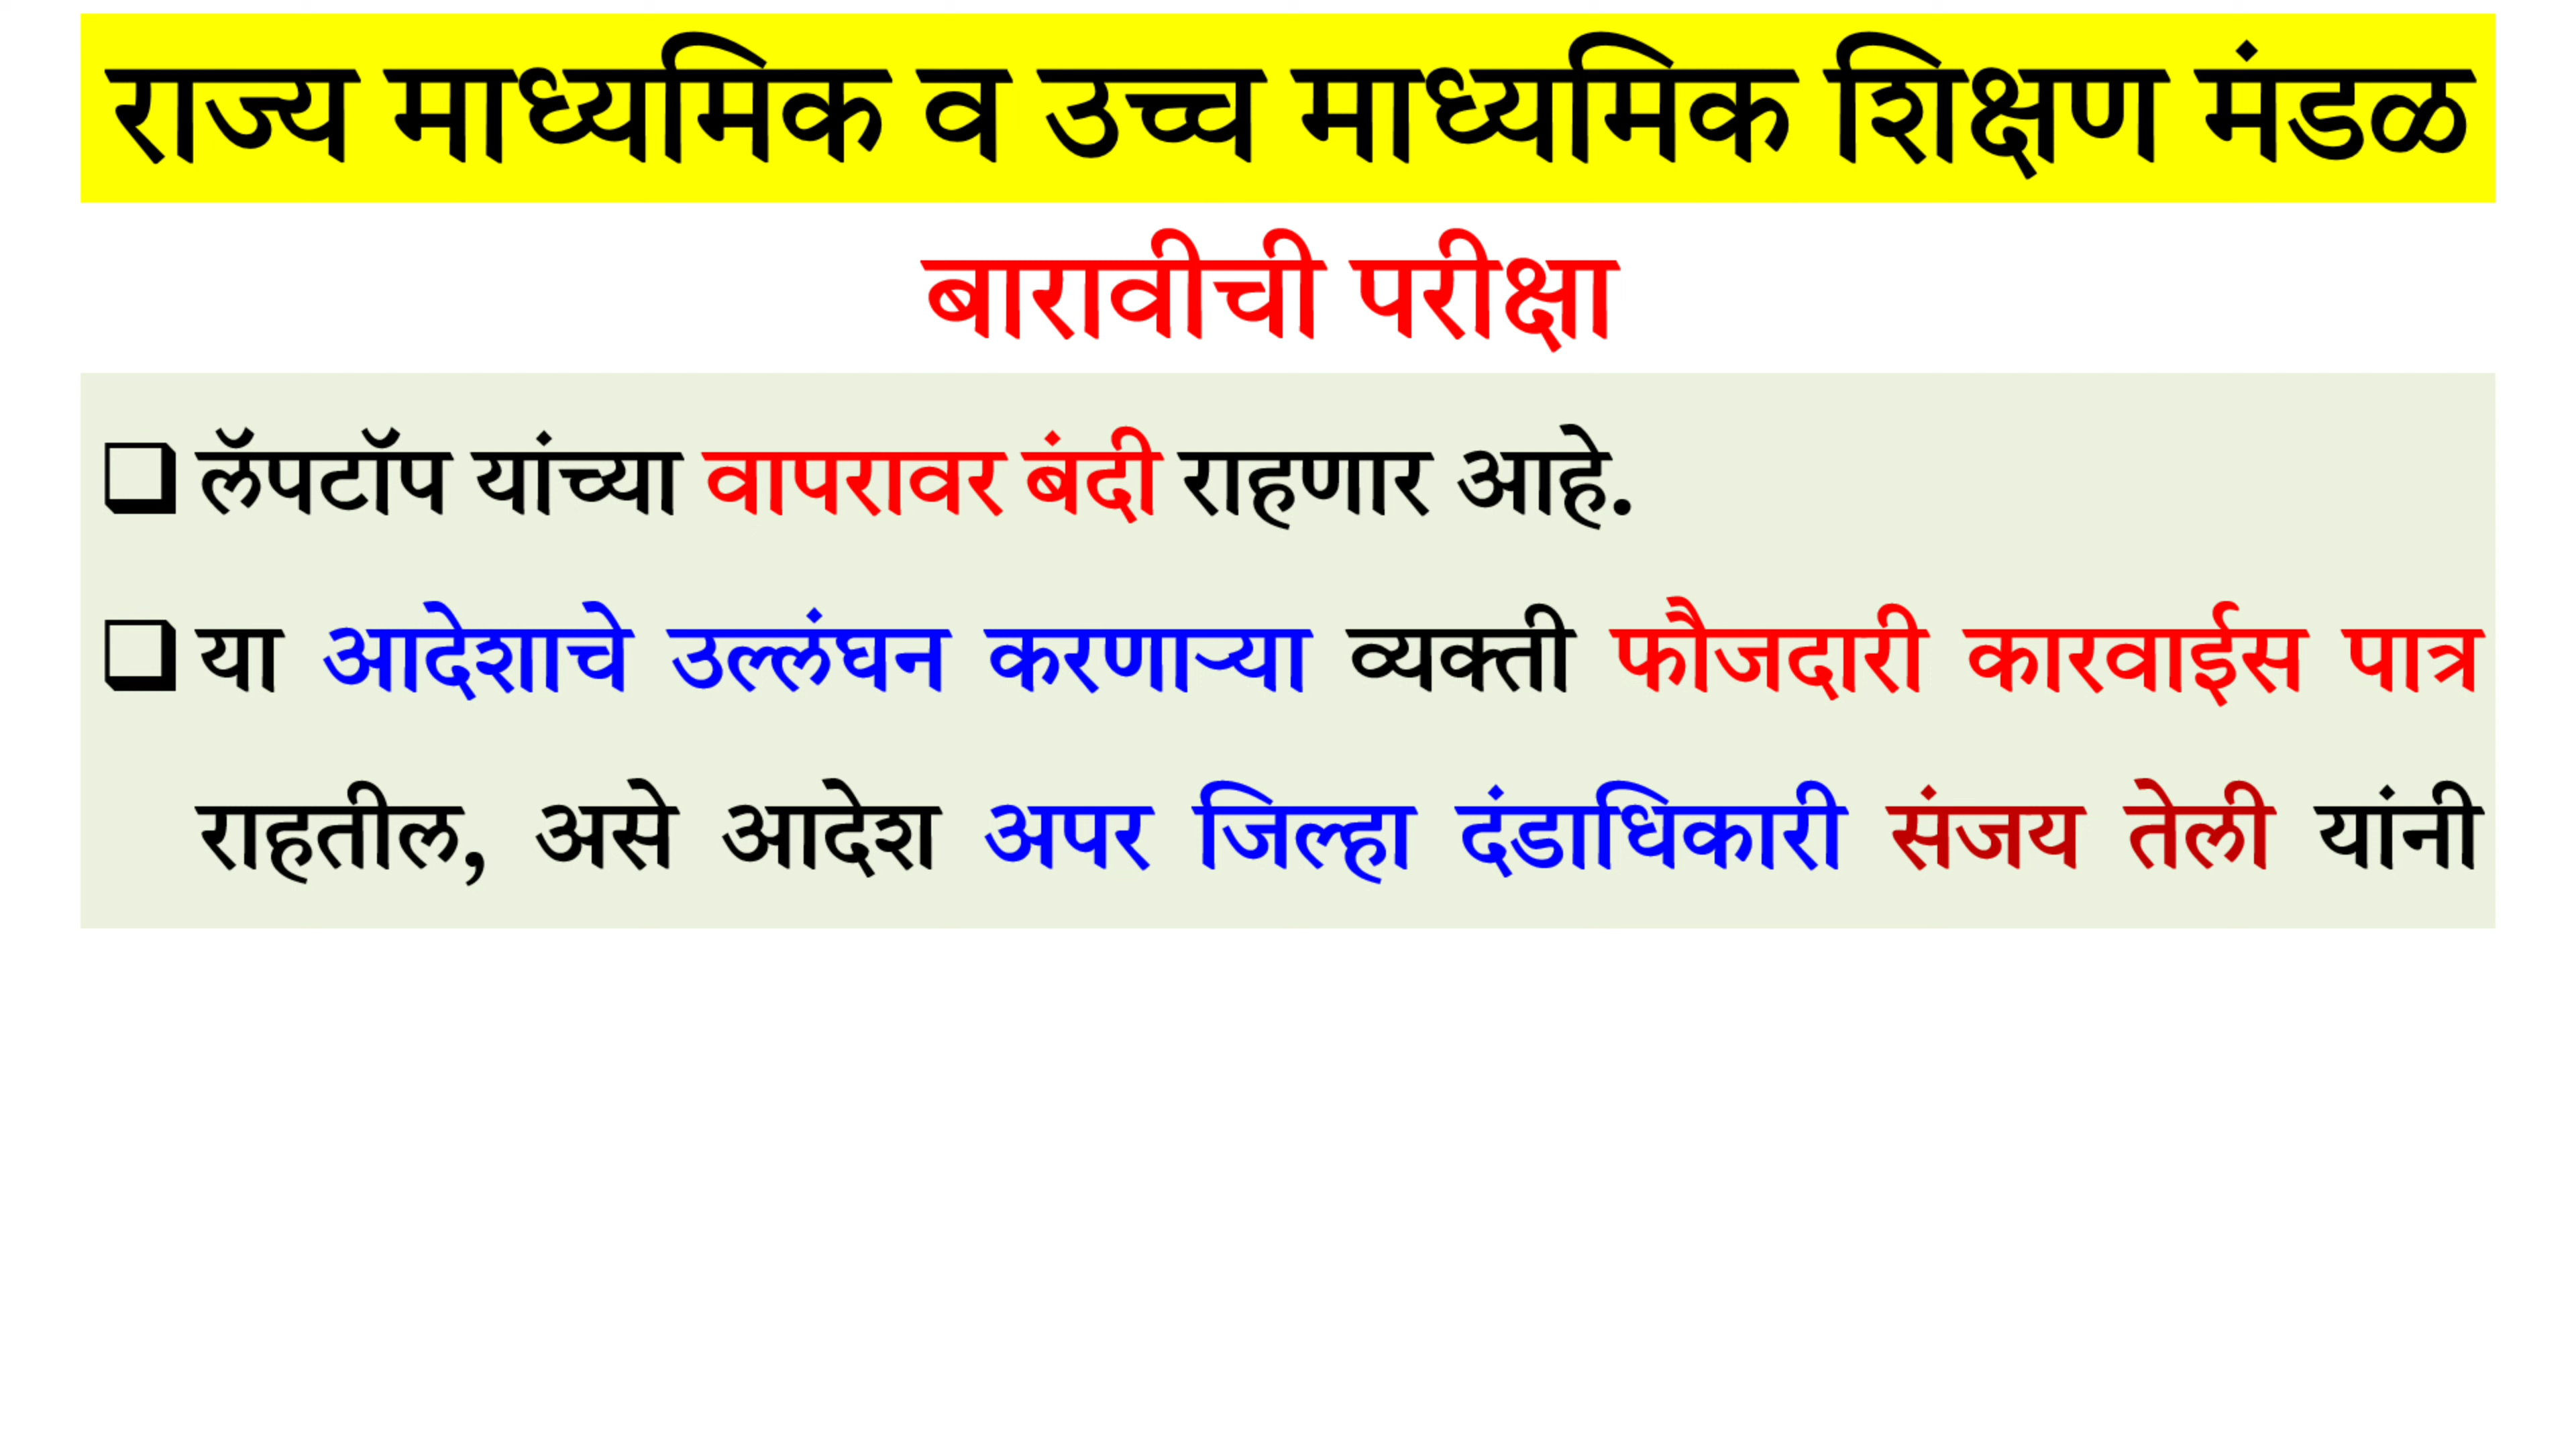 राज्य माध्यमिक व उच्च माध्यमिक शिक्षण मंडळ
बारावीची परीक्षा
❑ लॅपटॉप यांच्या वापरावर बंदी राहणार आहे.
❑ या आदेशाचे उल्लंघन करणाऱ्या व्यक्ती फौजदारी कारवाईस पात्र
राहतील, असे आदेश अपर जिल्हा दंडाधिकारी संजय तेली यांनी